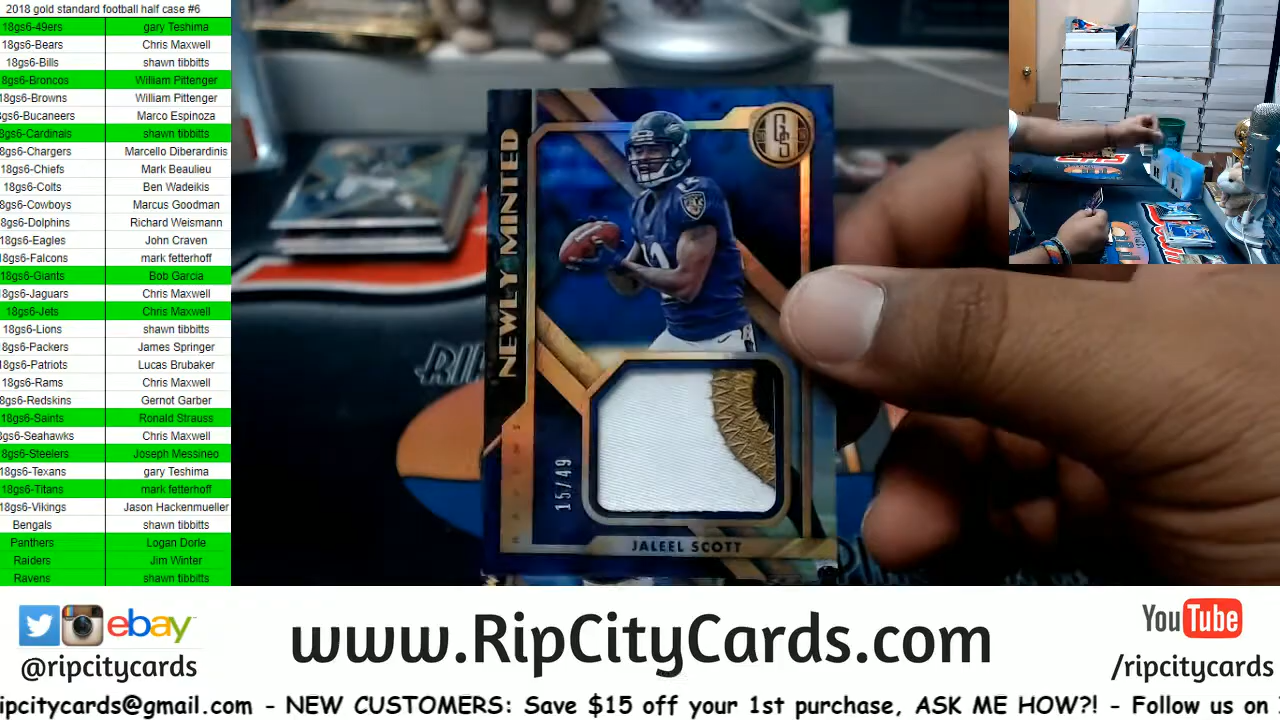 2018 gold standard football half case #6
18gs6-49ers gary Teshima
18gs6-Bears Chris Maxwell
18gs6-Bills shawn tibbitts
8gs6-Broncos William Pittenger
18gs6-Browns William Pittenger
gs6-Bucaneers Marco Espinoza
8gs6-Cardinals shawn tibbitts
8gs6-Chargers Marcello Diberardinis
18gs6-Chiefs Mark Beaulieu
18gs6-Colts Ben Wadeikis
8gs6-Cowboys Marcus Goodman
8gs6-Dolphins Richard Weismann
18gs6-Eagles John Craven
18gs6-Falcons mark fetterhoff
18gs6-Giants Bob Garcia
18gs6-Jaguars Chris Maxwell
18gs6-Jets Chris Maxwell
18gs6-Lions shawn tibbitts
18gs6-Packers James Springer
18gs6-Patriots Lucas Brubaker
18gs6-Rams Chris Maxwell
8gs6-Redskins Gernot Garber
18gs6-Saints Ronald Strauss
8gs6-Seahawks Chris Maxwell
8gs6-Steelers Joseph Messineo
18gs6-Texans gary Teshima
18gs6-Titans mark fetterhoff
18gs6-Vikings Jason Hackenmueller
Bengals shawn tibbitts
Panthers Logan Dorle
Raiders Jim Winter
Ravens shawn tibbitts
NEWLY MINTED
GS
15/49
JALEEL SCOTT
ebay
@ripcitycards
www.RipCityCards.com
YouTube
/ripcitycards
ipcitycards@gmail.com - NEW CUSTOMERS: Save $15 off your 1st purchase, ASK ME HOW?! - Follow us on